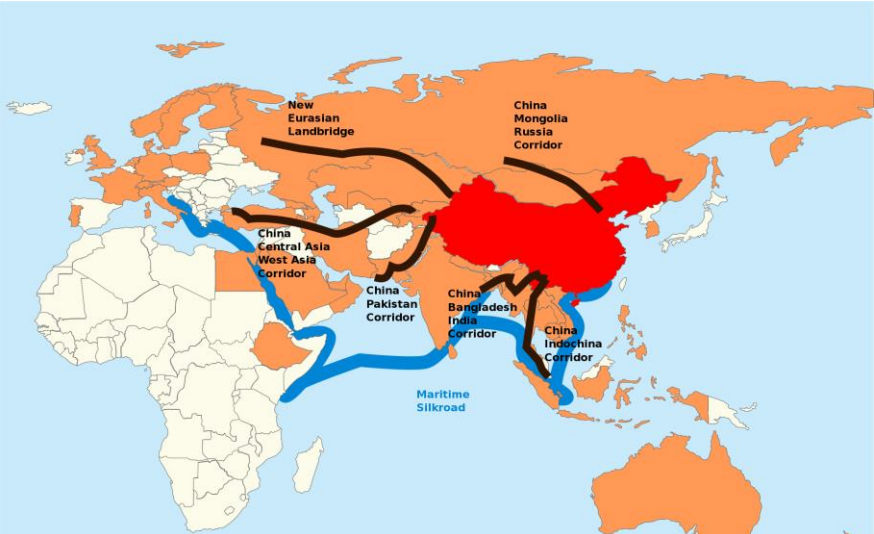 New
Eurasian
Landbridge
China
Mongolia
Russia
Corridor
China
Central Asia
West Asia
Corridor
China
Pakistan
Corridor
China
Bangladesh
India
Corridor
China
Indochina
Corridor
Maritime
Silkroad